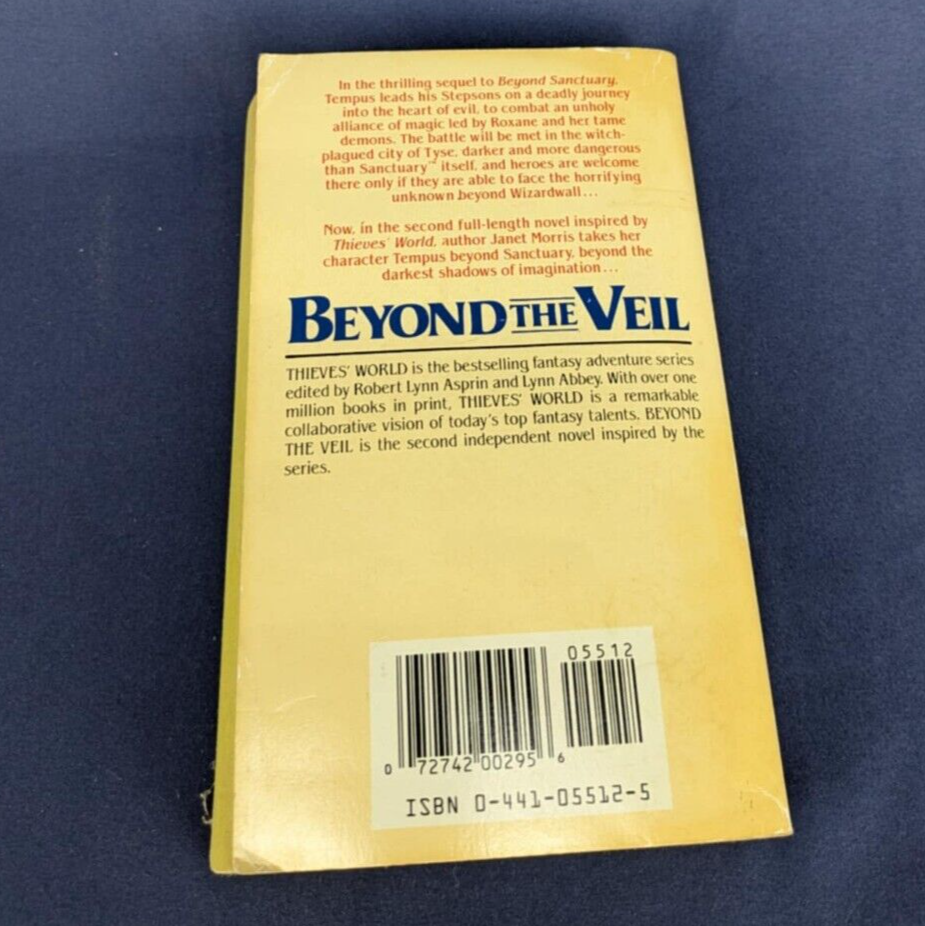 In the thrilling sequel to Beyond Sanctuary,
Tempus leads his Stepsons on a deadly journey
into the heart of evil, to combat an unholy
alliance of magic led by Roxane and her tame
demons. The battle will be met in the witch-
plagued city of Tyse, darker and more dangerous
than Sanctuary™ itself, and heroes are welcome
there only if they are able to face the horrifying
unknown beyond Wizardwall...
Now, in the second full-length novel inspired by
Thieves' World, author Janet Morris takes her
character Tempus beyond Sanctuary, beyond the
darkest shadows of imagination...
BEYOND THE VEIL
THIEVES' WORLD is the bestselling fantasy adventure series
edited by Robert Lynn Asprin and Lynn Abbey. With over one
million books in print, THIEVES' WORLD is a remarkable
collaborative vision of today's top fantasy talents. BEYOND
THE VEIL is the second independent novel inspired by the
series.
05512
0 72742 00295 6
ISBN 0-441-05512-5